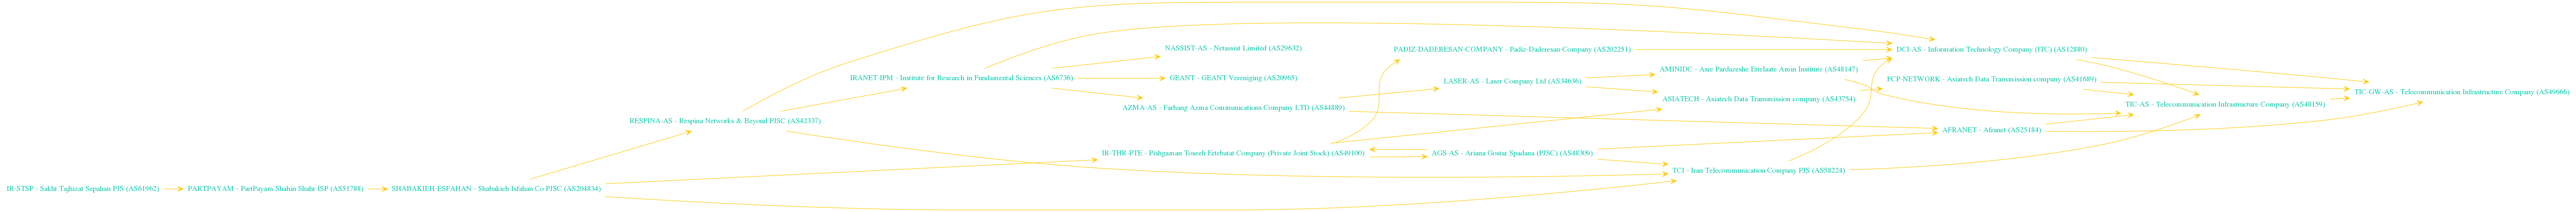 IR-STSP - Sakht Tajhizat Sepahan PJS (AS61962)
PARTPAYAM - PartPayam Shahin Shahr ISP (AS51788)
SHABAKIEH-ESFAHAN - Shabakieh Isfahan Co PJSC (AS204834)
RESPINA-AS - Respina Networks & Beyond PJSC (AS42337)
IRANET-IPM - Institute for Research in Fundamental Sciences (AS6736)
NASSIST-AS - Netassist Limited (AS29632)
GEANT - GEANT Vereniging (AS20965)
AZMA-AS - Farhang Azma Communications Company LTD (AS44889)
IR-THR-PTE - Pishgaman Toseeh Ertebatat Company (Private Joint Stock) (AS49100)
PADIZ-DADERESAN-COMPANY - Padiz-Daderesan-Company (AS202251)
LASER-AS - Laser Company Ltd (AS34636)
AGS-AS - Ariana Gostar Spadana (PJSC) (AS48309)
AMINIDC - Asre Pardazeshe Ettelaate Amin Institute (AS48147)
ASIATECH - Asiatech Data Transmission company (AS43754)
TCI - Iran Telecommunication Company PJS (AS58224)
DCI-AS - Information Technology Company (ITC) (AS12880)
FCP-NETWORK - Asiatech Data Transmission company (AS41689)
AFRANET - Afranet (AS25184)
TIC-AS - Telecommunication Infrastructure Company (AS48159)
TIC-GW-AS - Telecommunication Infrastructure Company (AS49666)